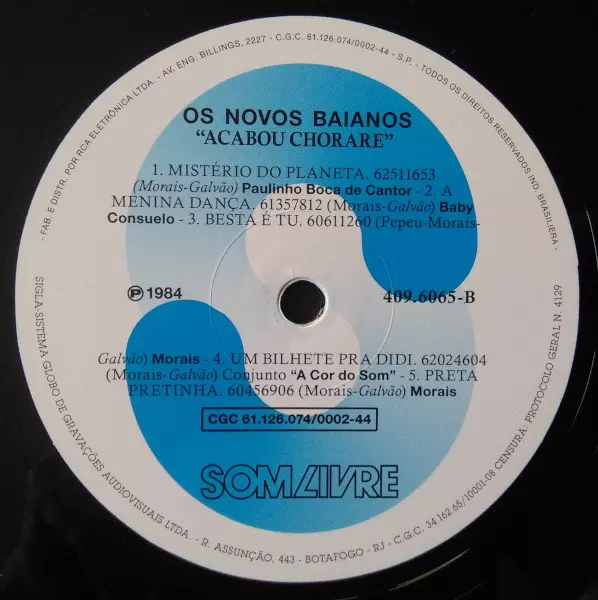 - FAB. E DISTR. POR RCA ELETRÔNICA LTDA. - AV. ENG. BILLINGS, 2227 - C.G.C. 61.126.074/0002-44 - S.P. - TODOS OS DIREITOS RESERVADOS IND. BRASILEIRA -
OS NOVOS BAIANOS
“ACABOU CHORARE”
1. MISTÉRIO DO PLANETA. 62511653
(Morais-Galvão) Paulinho Boca de Cantor - 2. A
MENINA DANÇA. 61357812 (Morais-Galvão) Baby
Consuelo - 3. BESTA É TU. 60611260 (Pepeu-Morais-
Ⓟ 1984
409.6065-B
Galvão) Morais - 4. UM BILHETE PRA DIDI. 62024604
(Morais-Galvão) Conjunto “A Cor do Som” - 5. PRETA
PRETINHA. 60456906 (Morais-Galvão) Morais
CGC 61.126.074/0002-44
SOM LIVRE
SIGLA SISTEMA GLOBO DE GRAVAÇÕES AUDIOVISUAIS LTDA. - R. ASSUNÇÃO, 443 - BOTAFOGO - RJ - C.G.C. 34.162.65/10001-08 CENSURA: PROTOCOLO GERAL N. 4129